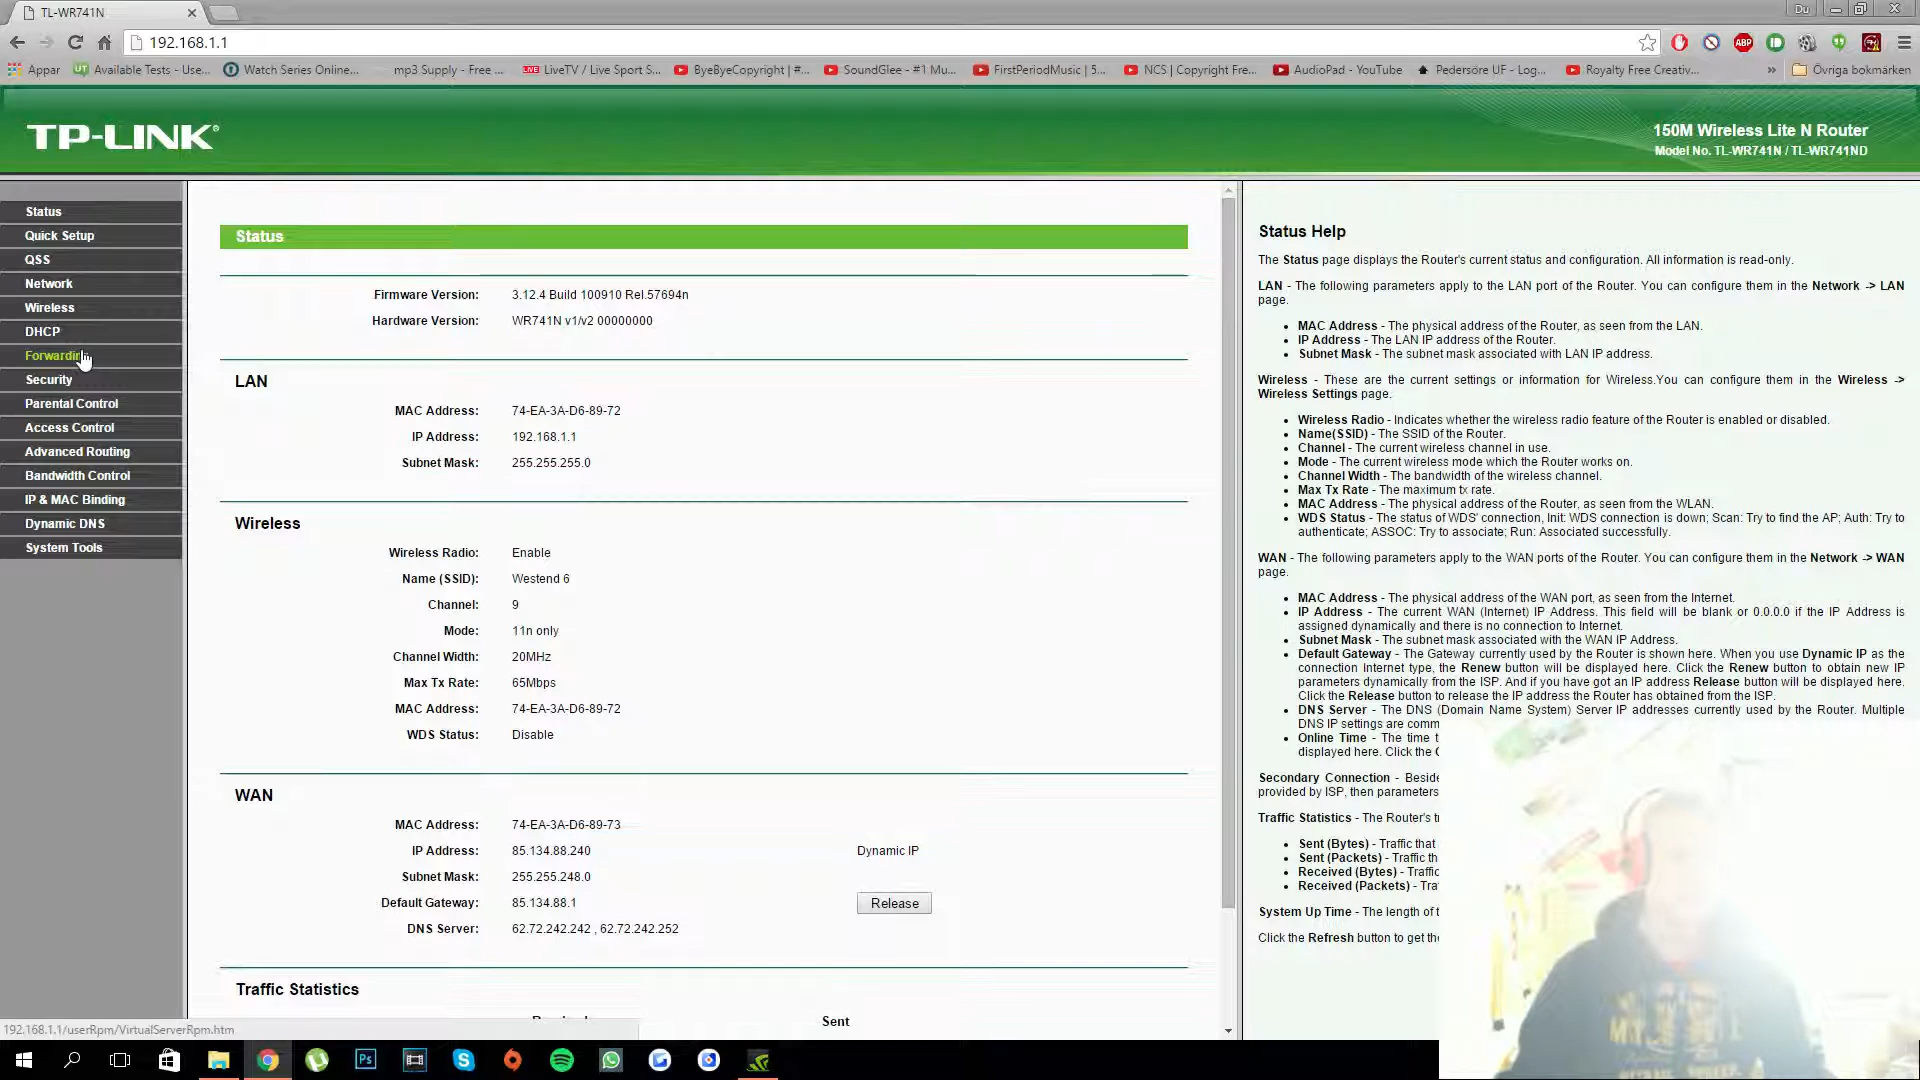 TL-WR741N
Du
192.168.1.1
ABP
Appar
UT Available Tests - Use...
Watch Series Online...
mp3 Supply - Free ...
LIVE LiveTV / Live Sport S...
ByeByeCopyright | #...
SoundGlee - #1 Mu...
FirstPeriodMusic | 5...
NCS | Copyright Fre...
AudioPad - YouTube
Pedersöre UF - Log...
Royalty Free Creativ...
»
Övriga bokmärken
TP-LINK®
150M Wireless Lite N Router
Model No. TL-WR741N / TL-WR741ND
Status
Quick Setup
QSS
Network
Wireless
DHCP
Forwarding
Security
Parental Control
Access Control
Advanced Routing
Bandwidth Control
IP & MAC Binding
Dynamic DNS
System Tools
Status
Firmware Version: 3.12.4 Build 100910 Rel.57694n
Hardware Version: WR741N v1/v2 00000000
LAN
MAC Address: 74-EA-3A-D6-89-72
IP Address: 192.168.1.1
Subnet Mask: 255.255.255.0
Wireless
Wireless Radio: Enable
Name (SSID): Westend 6
Channel: 9
Mode: 11n only
Channel Width: 20MHz
Max Tx Rate: 65Mbps
MAC Address: 74-EA-3A-D6-89-72
WDS Status: Disable
WAN
MAC Address: 74-EA-3A-D6-89-73
IP Address: 85.134.88.240 Dynamic IP
Subnet Mask: 255.255.248.0
Default Gateway: 85.134.88.1 Release
DNS Server: 62.72.242.242 , 62.72.242.252
Traffic Statistics
Sent
Status Help
The Status page displays the Router's current status and configuration. All information is read-only.
LAN - The following parameters apply to the LAN port of the Router. You can configure them in the Network -> LAN
page.
• MAC Address - The physical address of the Router, as seen from the LAN.
• IP Address - The LAN IP address of the Router.
• Subnet Mask - The subnet mask associated with LAN IP address.
Wireless - These are the current settings or information for Wireless.You can configure them in the Wireless ->
Wireless Settings page.
• Wireless Radio - Indicates whether the wireless radio feature of the Router is enabled or disabled.
• Name(SSID) - The SSID of the Router.
• Channel - The current wireless channel in use.
• Mode - The current wireless mode which the Router works on.
• Channel Width - The bandwidth of the wireless channel.
• Max Tx Rate - The maximum tx rate.
• MAC Address - The physical address of the Router, as seen from the WLAN.
• WDS Status - The status of WDS' connection, Init: WDS connection is down; Scan: Try to find the AP; Auth: Try to
authenticate; ASSOC: Try to associate; Run: Associated successfully.
WAN - The following parameters apply to the WAN ports of the Router. You can configure them in the Network -> WAN
page.
• MAC Address - The physical address of the WAN port, as seen from the Internet.
• IP Address - The current WAN (Internet) IP Address. This field will be blank or 0.0.0.0 if the IP Address is
assigned dynamically and there is no connection to Internet.
• Subnet Mask - The subnet mask associated with the WAN IP Address.
• Default Gateway - The Gateway currently used by the Router is shown here. When you use Dynamic IP as the
connection Internet type, the Renew button will be displayed here. Click the Renew button to obtain new IP
parameters dynamically from the ISP. And if you have got an IP address Release button will be displayed here.
Click the Release button to release the IP address the Router has obtained from the ISP.
• DNS Server - The DNS (Domain Name System) Server IP addresses currently used by the Router. Multiple
DNS IP settings are comm
• Online Time - The time t
displayed here. Click the
Secondary Connection - Beside
provided by ISP, then parameters
Traffic Statistics - The Router's t
• Sent (Bytes) - Traffic that
• Sent (Packets) - Traffic th
• Received (Bytes) - Traffic
• Received (Packets) - Tra
System Up Time - The length of t
Click the Refresh button to get the
192.168.1.1/userRpm/VirtualServerRpm.htm
Ps